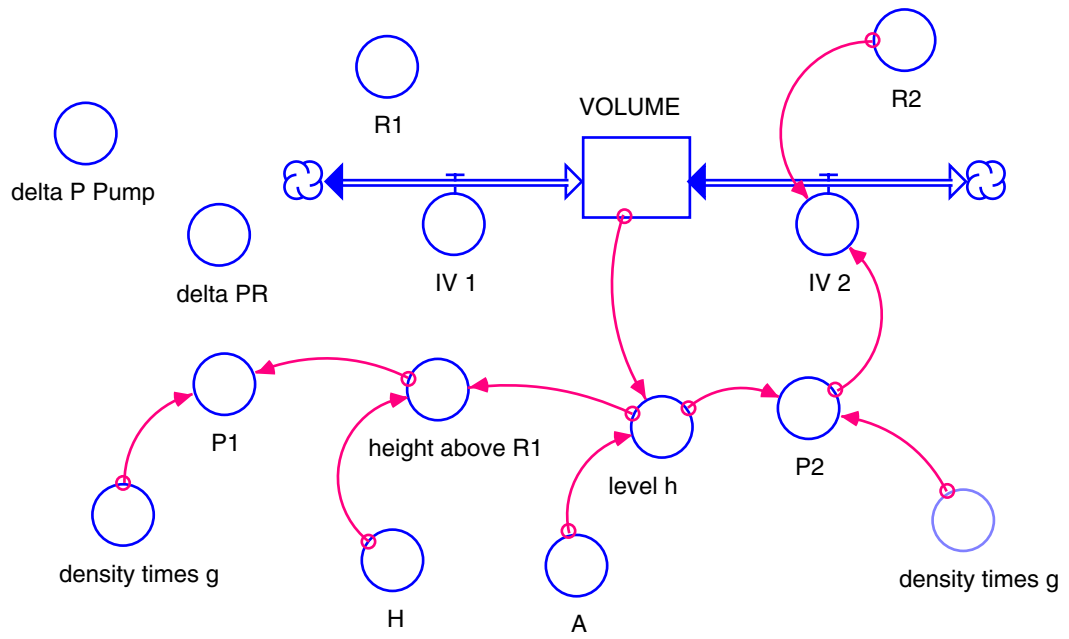 VOLUME
R2
R1
delta P Pump
delta PR
IV 1
IV 2
P1
height above R1
level h
P2
density times g
H
A
density times g